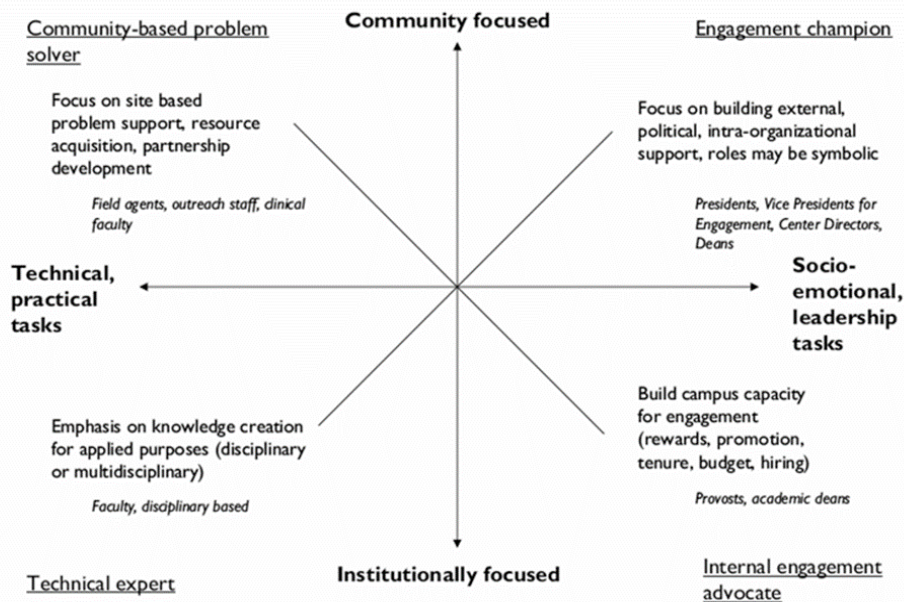 Community focused
Community-based problem
solver
Engagement champion
Focus on site based
problem support, resource
acquisition, partnership
development
Field agents, outreach staff, clinical
faculty
Focus on building external,
political, intra-organizational
support, roles may be symbolic
Presidents, Vice Presidents for
Engagement, Center Directors,
Deans
Technical,
practical
tasks
Socio-
emotional,
leadership
tasks
Emphasis on knowledge creation
for applied purposes (disciplinary
or multidisciplinary)
Faculty, disciplinary based
Build campus capacity
for engagement
(rewards, promotion,
tenure, budget, hiring)
Provosts, academic deans
Technical expert
Institutionally focused
Internal engagement
advocate